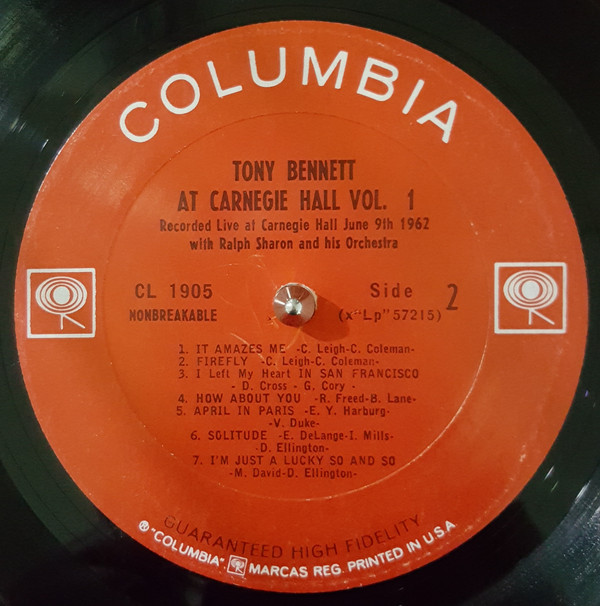 COLUMBIA
TONY BENNETT
AT CARNEGIE HALL VOL. 1
Recorded Live at Carnegie Hall June 9th 1962
with Ralph Sharon and his Orchestra
CL 1905
NONBREAKABLE
Side 2
(x"Lp" 57215)
1. IT AMAZES ME -C. Leigh-C. Coleman-
2. FIREFLY -C. Leigh-C. Coleman-
3. I Left My Heart IN SAN FRANCISCO
-D. Cross - G. Cory -
4. HOW ABOUT YOU -R. Freed-B. Lane-
5. APRIL IN PARIS -E. Y. Harburg-
-V. Duke-
6. SOLITUDE -E. DeLange-I. Mills-
-D. Ellington-
7. I'M JUST A LUCKY SO AND SO
-M. David-D. Ellington-
GUARANTEED HIGH FIDELITY
® "COLUMBIA", MARCAS REG. PRINTED IN U.S.A.